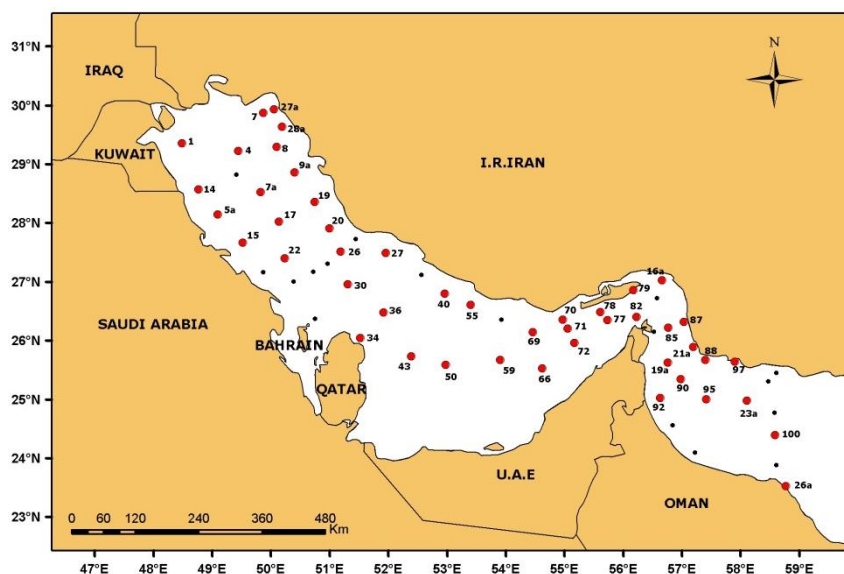 31°N
N
IRAQ
30°N
7
27a
28a
1
4
8
KUWAIT
I.R.IRAN
29°N
9a
14
7a
19
5a
17
20
28°N
15
22
26
27
27°N
16a
30
79
40
78
36
55
70
82
87
SAUDI ARABIA
34
69
71
77
85
26°N
BAHRAIN
72
21a
88
43
50
59
66
19a
97
QATAR
90
95
25°N
92
23a
100
24°N
U.A.E
26a
OMAN
23°N
0 60 120 240 360 480
Km
47°E 48°E 49°E 50°E 51°E 52°E 53°E 54°E 55°E 56°E 57°E 58°E 59°E